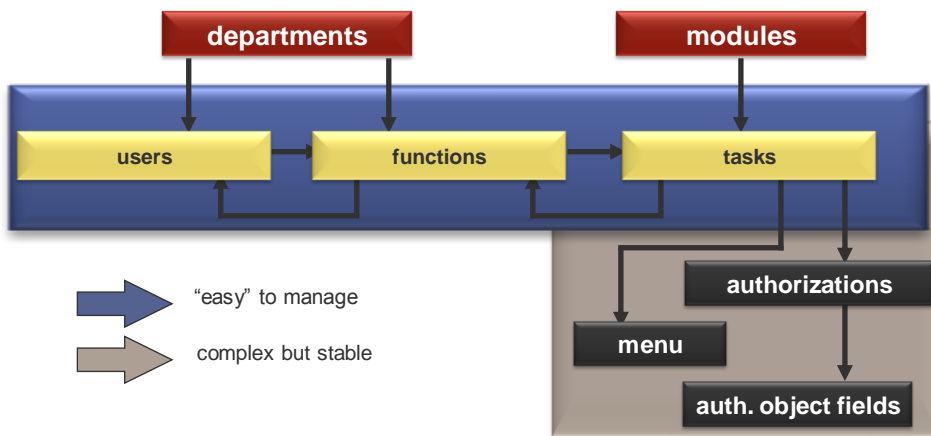 departments
modules
users
functions
tasks
“easy” to manage
authorizations
complex but stable
menu
auth. object fields